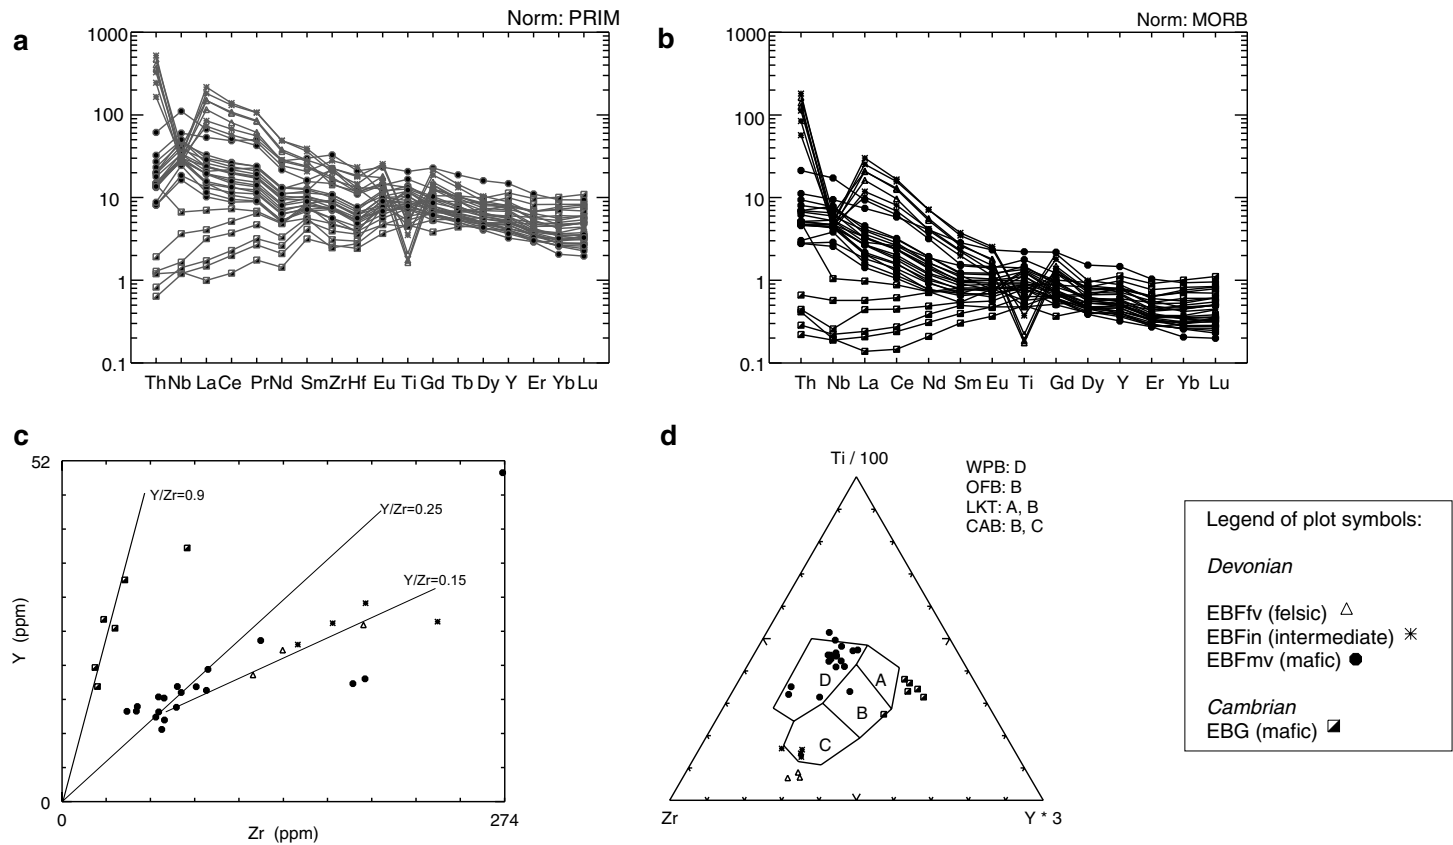 a
Norm: PRIM
1000
100
10
1
0.1
Th Nb La Ce Pr Nd Sm Zr Hf Eu Ti Gd Tb Dy Y Er Yb Lu
b
Norm: MORB
1000
100
10
1
0.1
Th Nb La Ce Nd Sm Eu Ti Gd Dy Y Er Yb Lu
c
52
Y/Zr=0.9
Y/Zr=0.25
Y/Zr=0.15
Y (ppm)
0
0
274
Zr (ppm)
d
Ti / 100
WPB: D
OFB: B
LKT: A, B
CAB: B, C
D
A
B
C
Zr
Y * 3
Legend of plot symbols:
Devonian
EBFfv (felsic)
EBFin (intermediate)
EBFmv (mafic)
Cambrian
EBG (mafic)